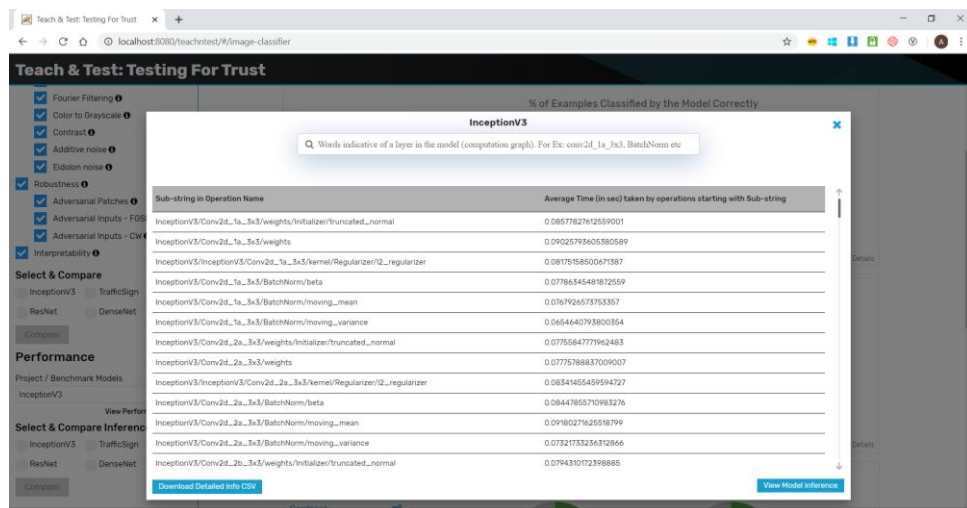 Teach & Test: Testing For Trust
localhost:8080/teachntest/#/image-classifier
A
Teach & Test: Testing For Trust
Fourier Filtering
Color to Grayscale
Contrast
Additive noise
Eidolon noise
Robustness
Adversarial Patches
Adversarial Inputs - FGS
Adversarial Inputs - CW
Interpretability
Select & Compare
InceptionV3 TrafficSign
ResNet DenseNet
Compare
Performance
Project / Benchmark Models
InceptionV3
View Perfor
Select & Compare Inferenc
InceptionV3 TrafficSign
ResNet DenseNet
Compare
% of Examples Classified by the Model Correctly
InceptionV3
Words indicative of a layer in the model (computation graph). For Ex: conv2d_1a_3x3, BatchNorm etc
Sub-string in Operation Name Average Time (in sec) taken by operations starting with Sub-string
InceptionV3/Conv2d_1a_3x3/weights/Initializer/truncated_normal 0.08577827612559001
InceptionV3/Conv2d_1a_3x3/weights 0.09025793605380589
InceptionV3/InceptionV3/Conv2d_1a_3x3/kernel/Regularizer/l2_regularizer 0.08175158500671387
InceptionV3/Conv2d_1a_3x3/BatchNorm/beta 0.07786345481872559
InceptionV3/Conv2d_1a_3x3/BatchNorm/moving_mean 0.0767926573753357
InceptionV3/Conv2d_1a_3x3/BatchNorm/moving_variance 0.0654640793800354
InceptionV3/Conv2d_2a_3x3/weights/Initializer/truncated_normal 0.07755847771962483
InceptionV3/Conv2d_2a_3x3/weights 0.07775788837009007
InceptionV3/InceptionV3/Conv2d_2a_3x3/kernel/Regularizer/l2_regularizer 0.08341455459594727
InceptionV3/Conv2d_2a_3x3/BatchNorm/beta 0.08447855710983276
InceptionV3/Conv2d_2a_3x3/BatchNorm/moving_mean 0.09180271625518799
InceptionV3/Conv2d_2a_3x3/BatchNorm/moving_variance 0.07321733236312866
InceptionV3/Conv2d_2b_3x3/weights/Initializer/truncated_normal 0.0794310172398885
Download Detailed Info CSV View Model Inference
Details
Details